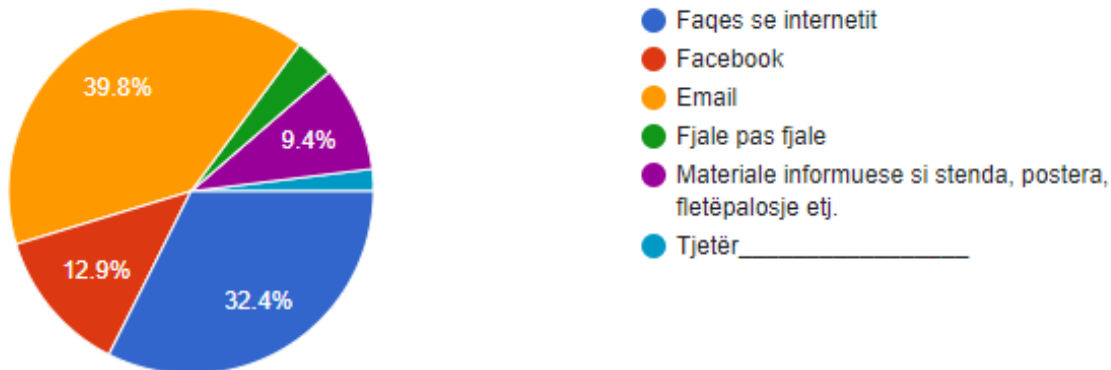 39.8%
9.4%
12.9%
32.4%
Faqes se internetit
Facebook
Email
Fjale pas fjale
Materiale informuese si stenda, postera,
fletëpalosje etj.
Tjetër_________________